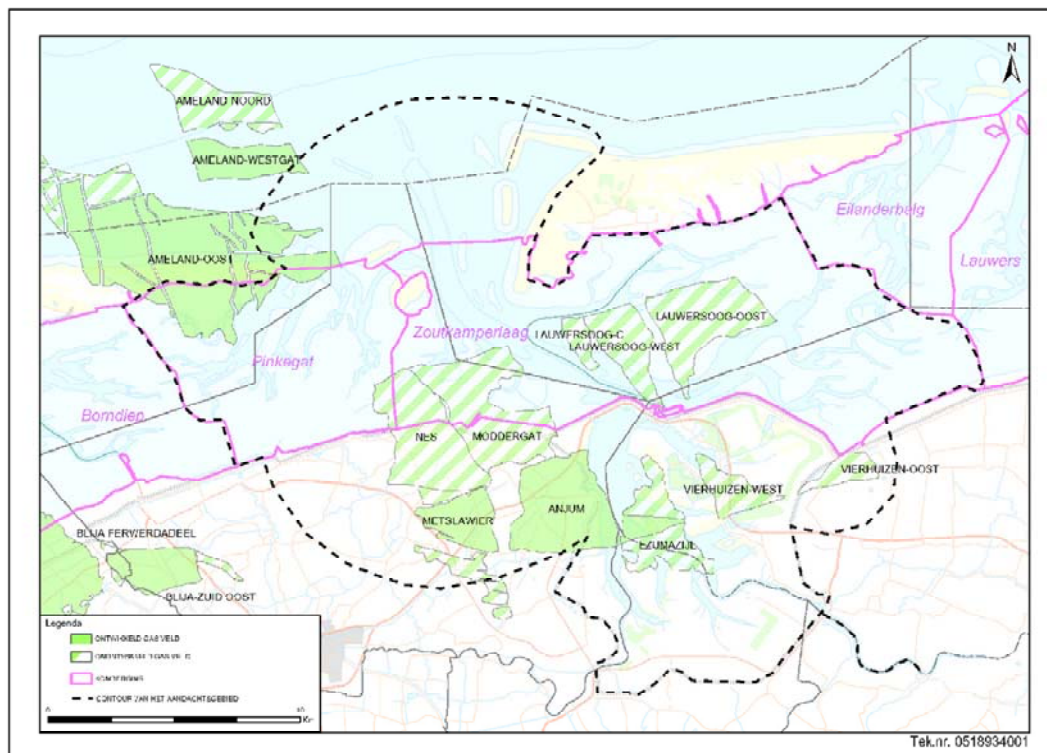 N
AMELAND NOORD
AMELAND-WESTGAT
AMELAND-OOST
Eilanderbalg
Lauwers
Zoutkamperlaag
LAUWERSOOG-OOST
LAUWERSOOG-C
LAUWERSOOG-WEST
Pinkegat
Borndiep
NES
MODDERGAT
VIERHUIZEN-OOST
VIERHUIZEN-WEST
METSLAWIER
ANJUM
EZUMAZIJL
BLIJA FERWERDADEEL
BLIJA-ZUID OOST
Legenda
ONTWIKKELD GAS VELD
CONTOUR VAN HET AANDACHTSGEBIED
Tek.nr. 0518934001